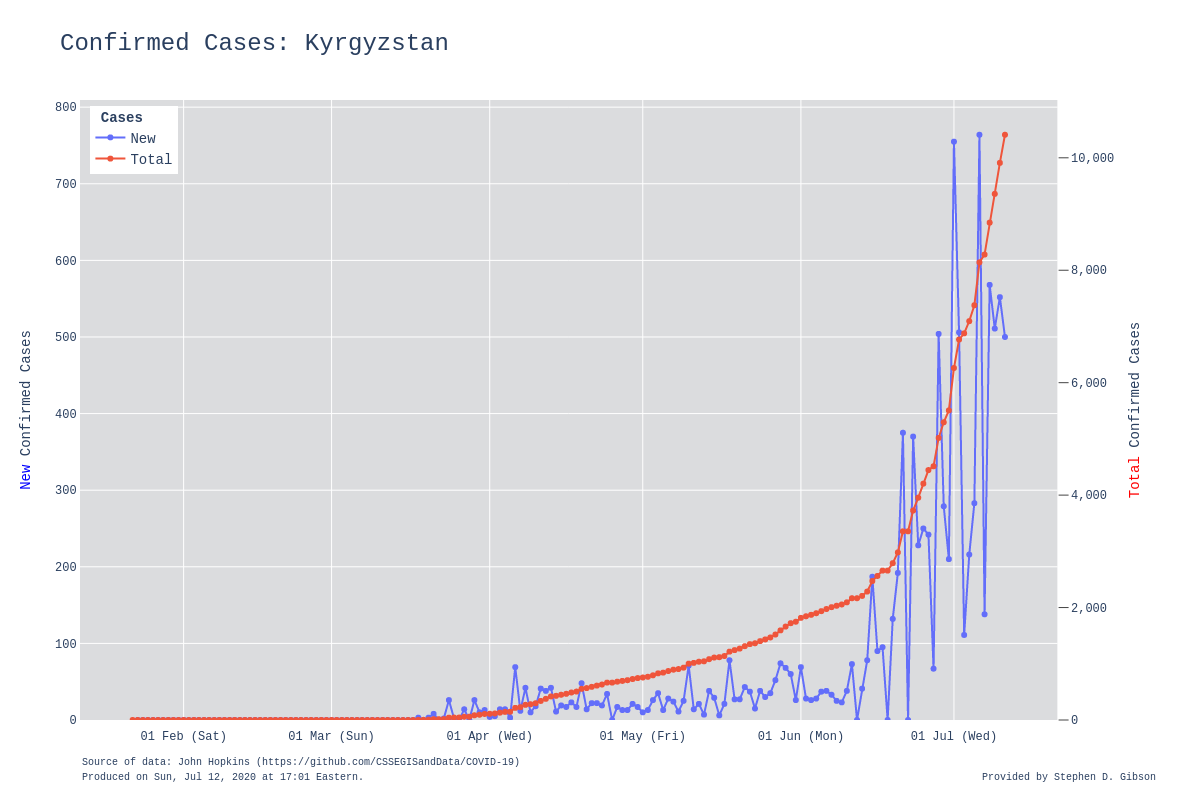 Confirmed Cases: Kyrgyzstan
Cases
New
Total
800
700
600
500
400
300
200
100
0
10,000
8,000
6,000
4,000
2,000
0
New Confirmed Cases
Total Confirmed Cases
01 Feb (Sat)
01 Mar (Sun)
01 Apr (Wed)
01 May (Fri)
01 Jun (Mon)
01 Jul (Wed)
Source of data: John Hopkins (https://github.com/CSSEGISandData/COVID-19)
Produced on Sun, Jul 12, 2020 at 17:01 Eastern.
Provided by Stephen D. Gibson